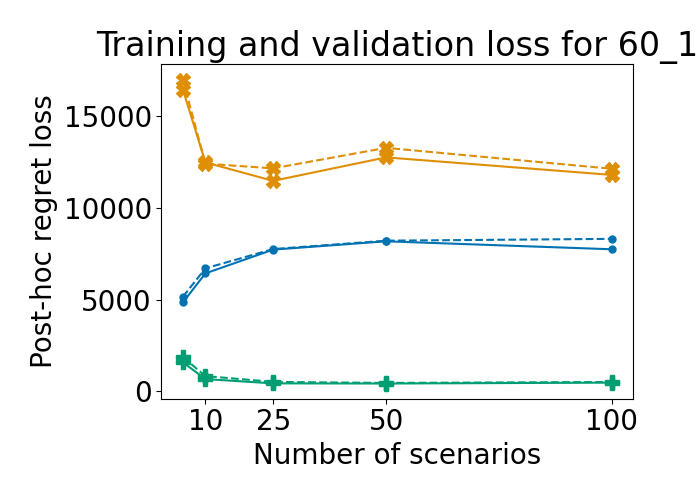 Training and validation loss for 60_1
Post-hoc regret loss
15000
10000
5000
0
10 25 50 100
Number of scenarios